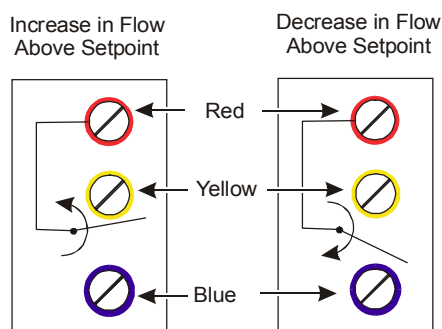 Increase in Flow
Above Setpoint
Decrease in Flow
Above Setpoint
Red
Yellow
Blue